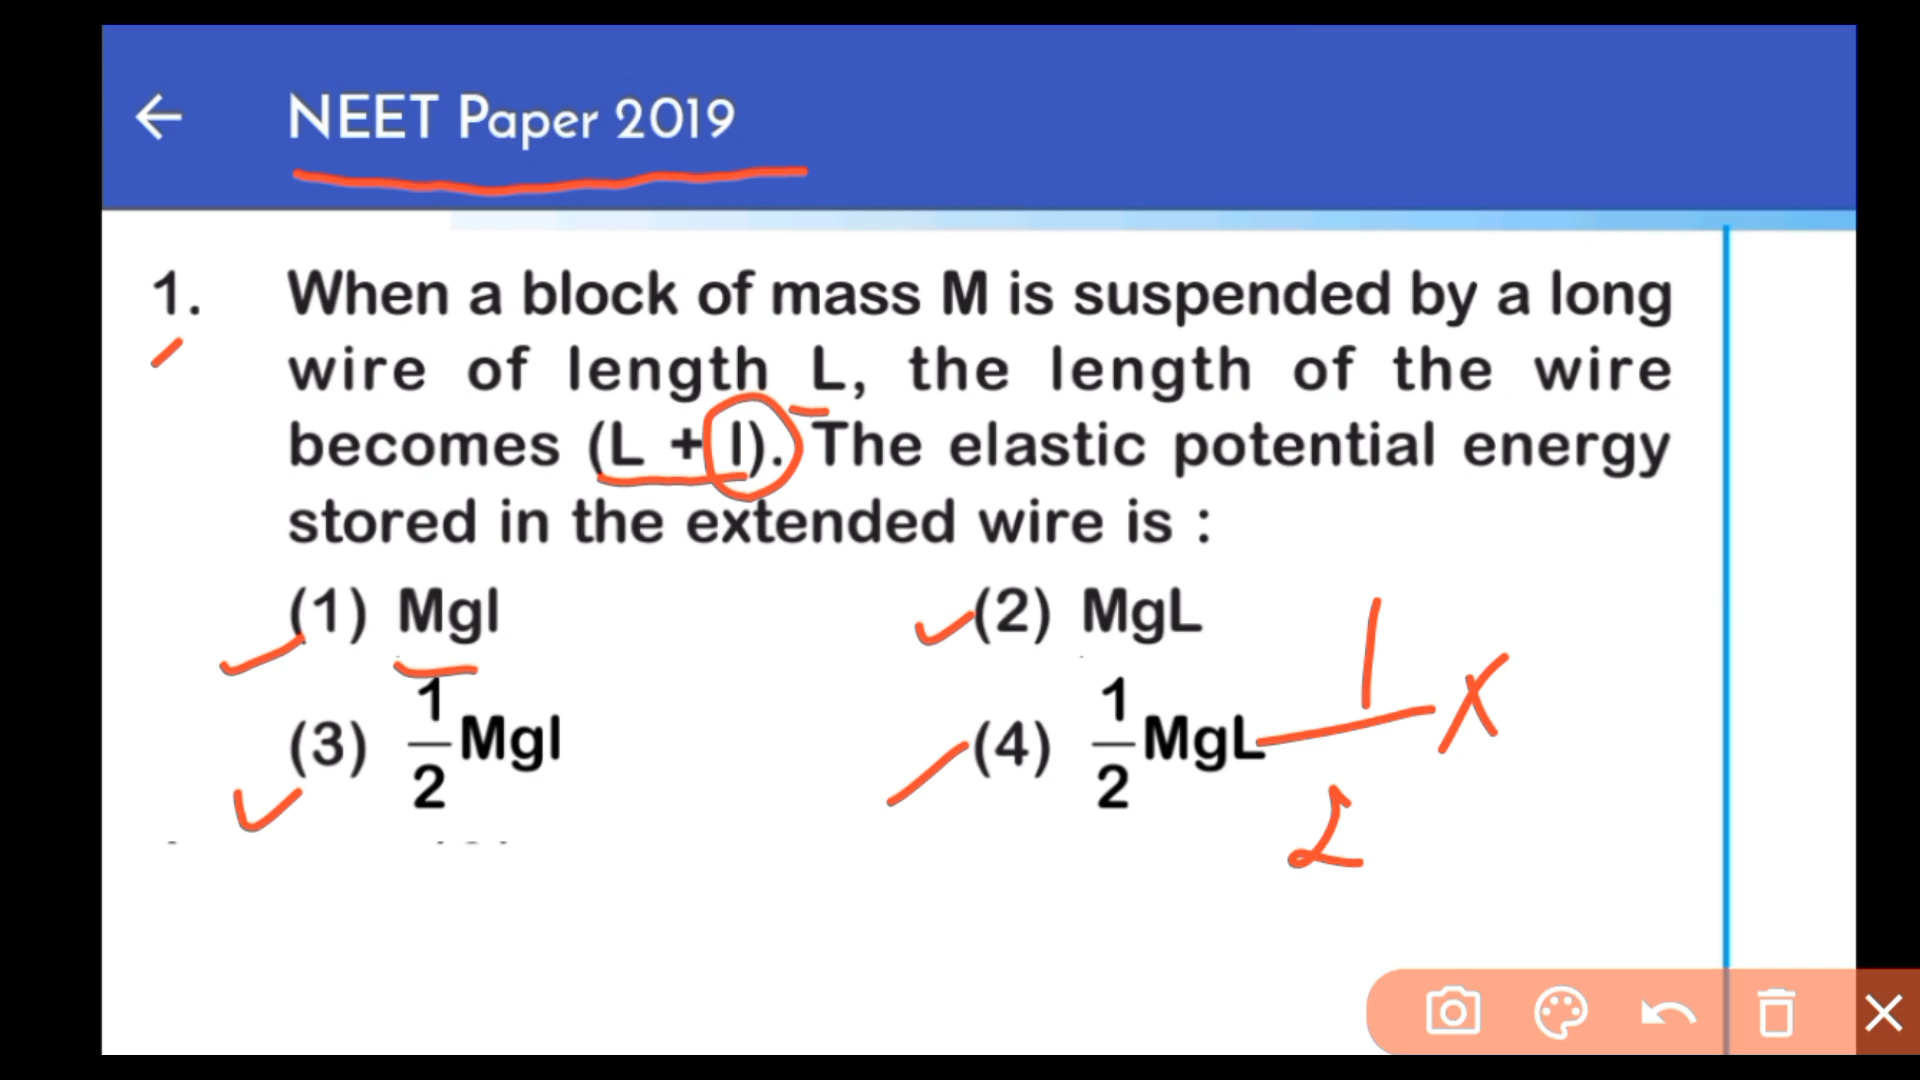 NEET Paper 2019
1. When a block of mass M is suspended by a long
wire of length L, the length of the wire
becomes (L + l). The elastic potential energy
stored in the extended wire is :
(1) Mgl (2) MgL
(3) 1/2 Mgl (4) 1/2 MgL
1/2 x